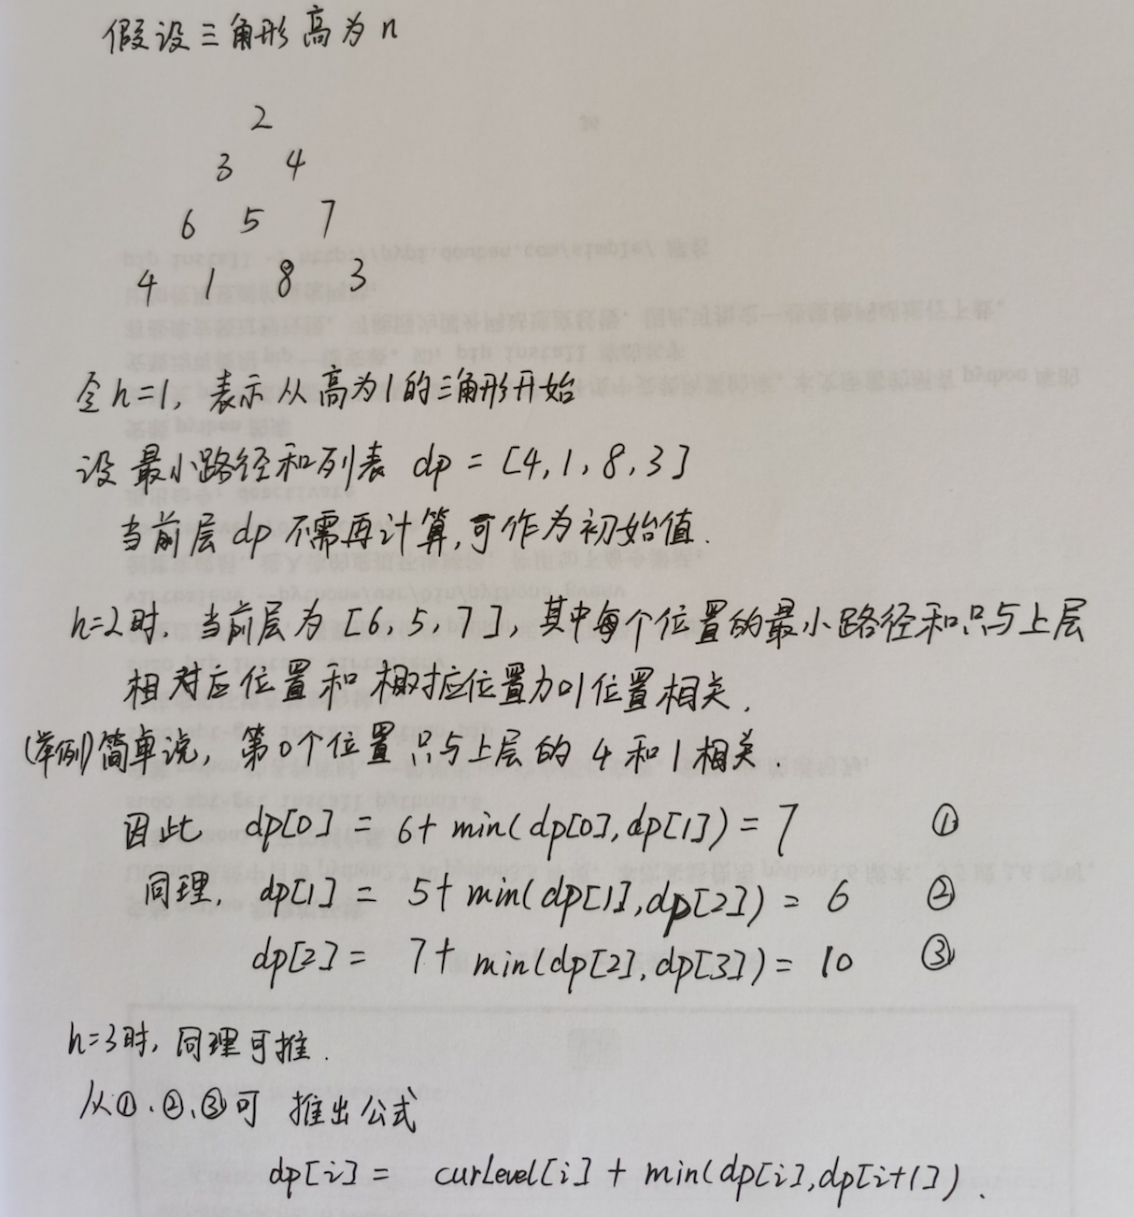 假设三角形高为n
2
3 4
6 5 7
4 1 8 3
令h=1, 表示从高为1的三角形开始
设最小路径和列表 dp = [4,1,8,3]
当前层dp不需再计算,可作为初始值.
h=2时, 当前层为[6,5,7], 其中每个位置的最小路径和只与上层
相对应位置和相对应位置加1位置相关.
(举例)简单说, 第0个位置只与上层的4和1相关.
因此 dp[0] = 6+ min(dp[0],dp[1]) = 7 ①
同理, dp[1] = 5+ min(dp[1],dp[2]) = 6 ②
dp[2] = 7+ min(dp[2],dp[3]) = 10 ③
h=3时, 同理可推.
从①、②、③可 推出公式
dp[i] = curLevel[i] + min(dp[i],dp[i+1]).